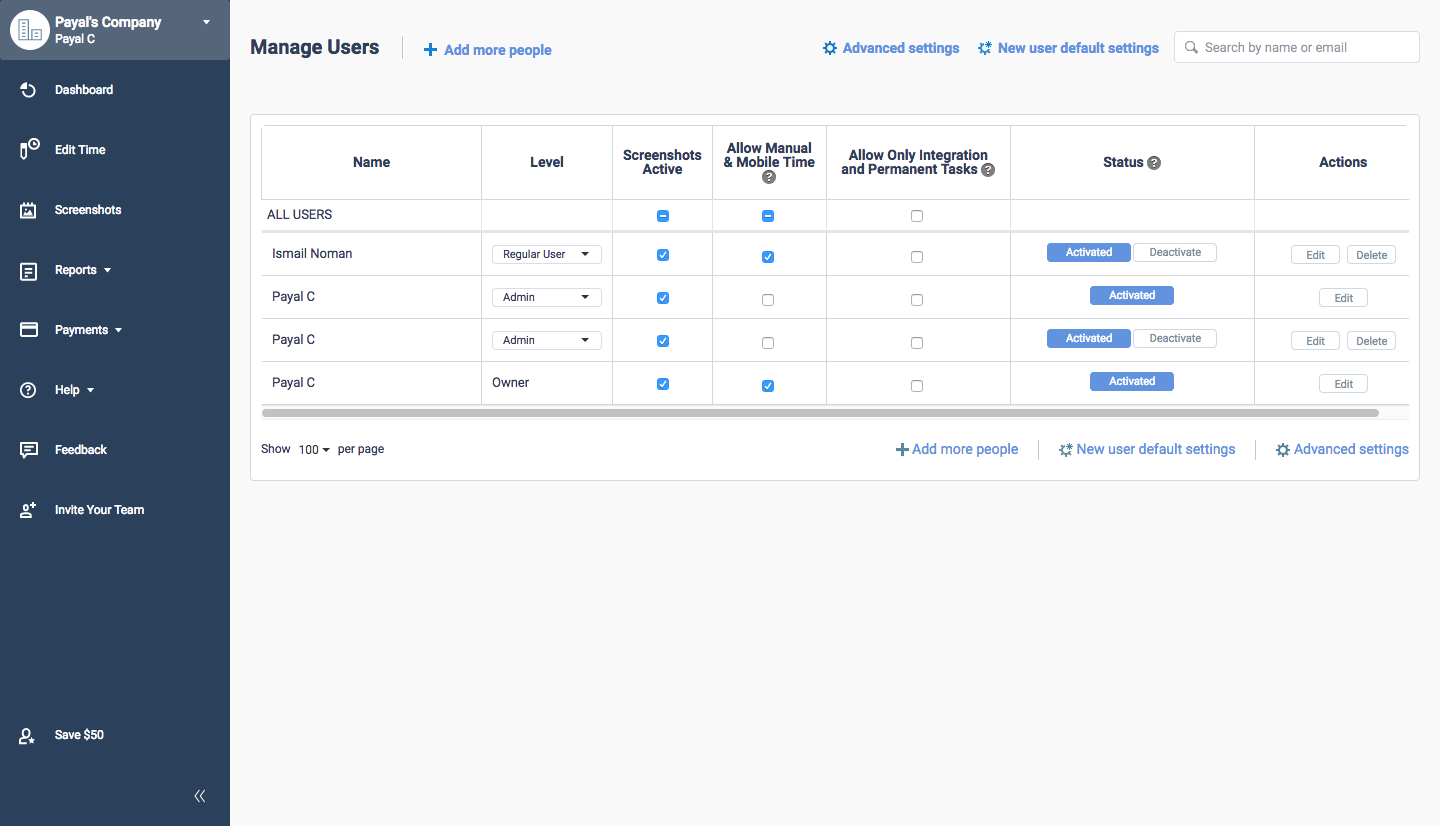 Payal's Company
Payal C
Dashboard
Edit Time
Screenshots
Reports
Payments
Help
Feedback
Invite Your Team
Save $50
Manage Users
Add more people
Advanced settings
New user default settings
Search by name or email
Name
Level
Screenshots
Active
Allow Manual
& Mobile Time
?
Allow Only Integration
and Permanent Tasks ?
Status ?
Actions
ALL USERS
Ismail Noman Regular User Activated Deactivate Edit Delete
Payal C Admin Activated Edit
Payal C Admin Activated Deactivate Edit Delete
Payal C Owner Activated Edit
Show 100 per page
Add more people
New user default settings
Advanced settings